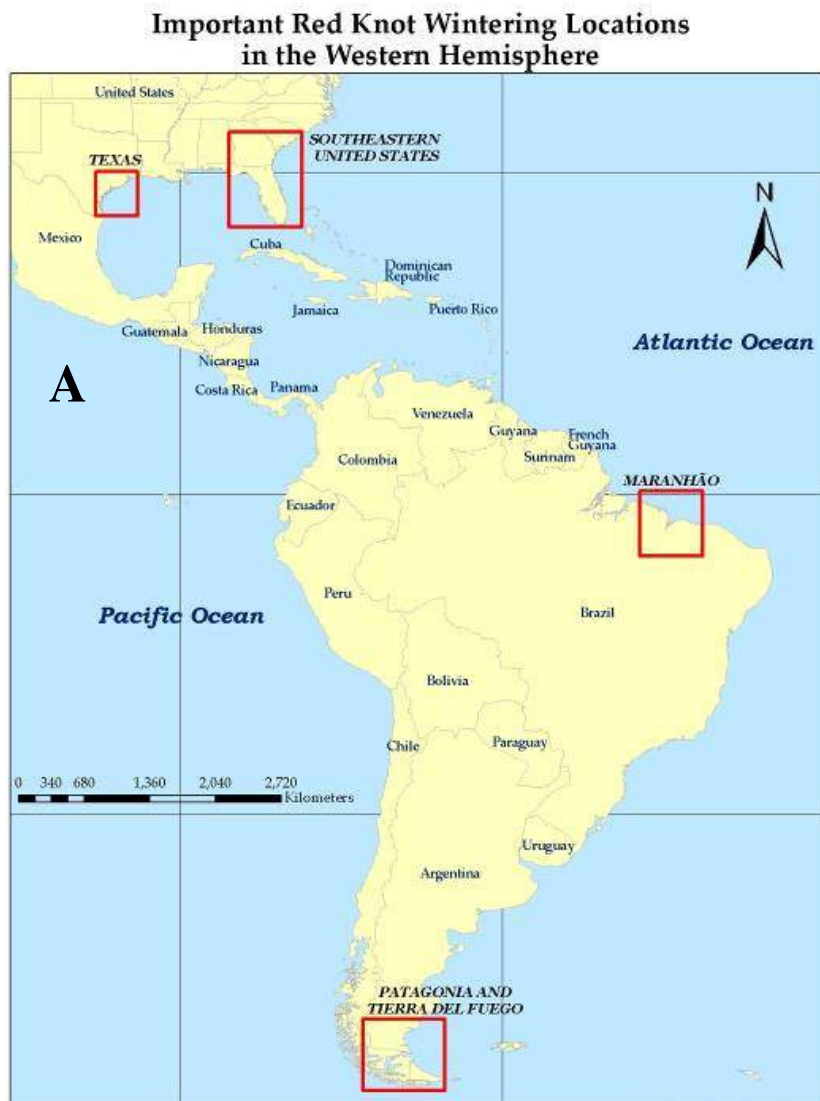 Important Red Knot Wintering Locations
in the Western Hemisphere
United States
SOUTHEASTERN
UNITED STATES
TEXAS
N
Mexico
Cuba
Dominican
Republic
Jamaica
Puerto Rico
Guatemala
Honduras
Atlantic Ocean
Nicaragua
A
Costa Rica
Panama
Venezuela
Guyana
French
Guyana
Surinam
Colombia
MARANHÃO
Ecuador
Peru
Pacific Ocean
Brazil
Bolivia
Chile
Paraguay
0 340 680 1,360 2,040 2,720
Kilometers
Uruguay
Argentina
PATAGONIA AND
TIERRA DEL FUEGO